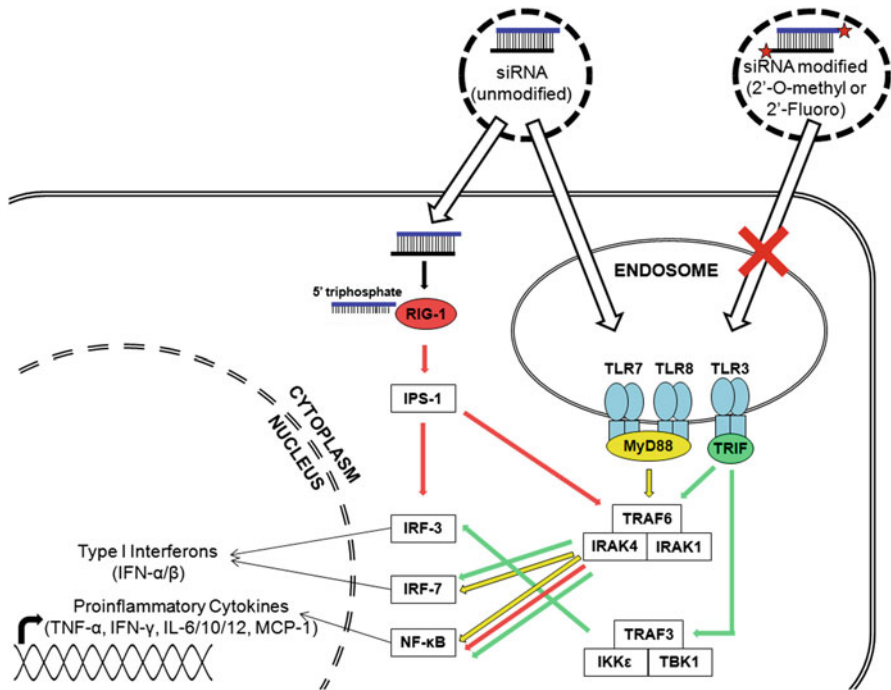 siRNA
(unmodified)
siRNA modified
(2'-O-methyl or
2'-Fluoro)
ENDOSOME
5' triphosphate
RIG-1
TLR7
TLR8
TLR3
IPS-1
MyD88
TRIF
CYTOPLASM
NUCLEUS
TRAF6
IRAK4
IRAK1
IRF-3
Type I Interferons
(IFN-α/β)
IRF-7
Proinflammatory Cytokines
(TNF-α, IFN-γ, IL-6/10/12, MCP-1)
NF-κB
TRAF3
IKKε
TBK1